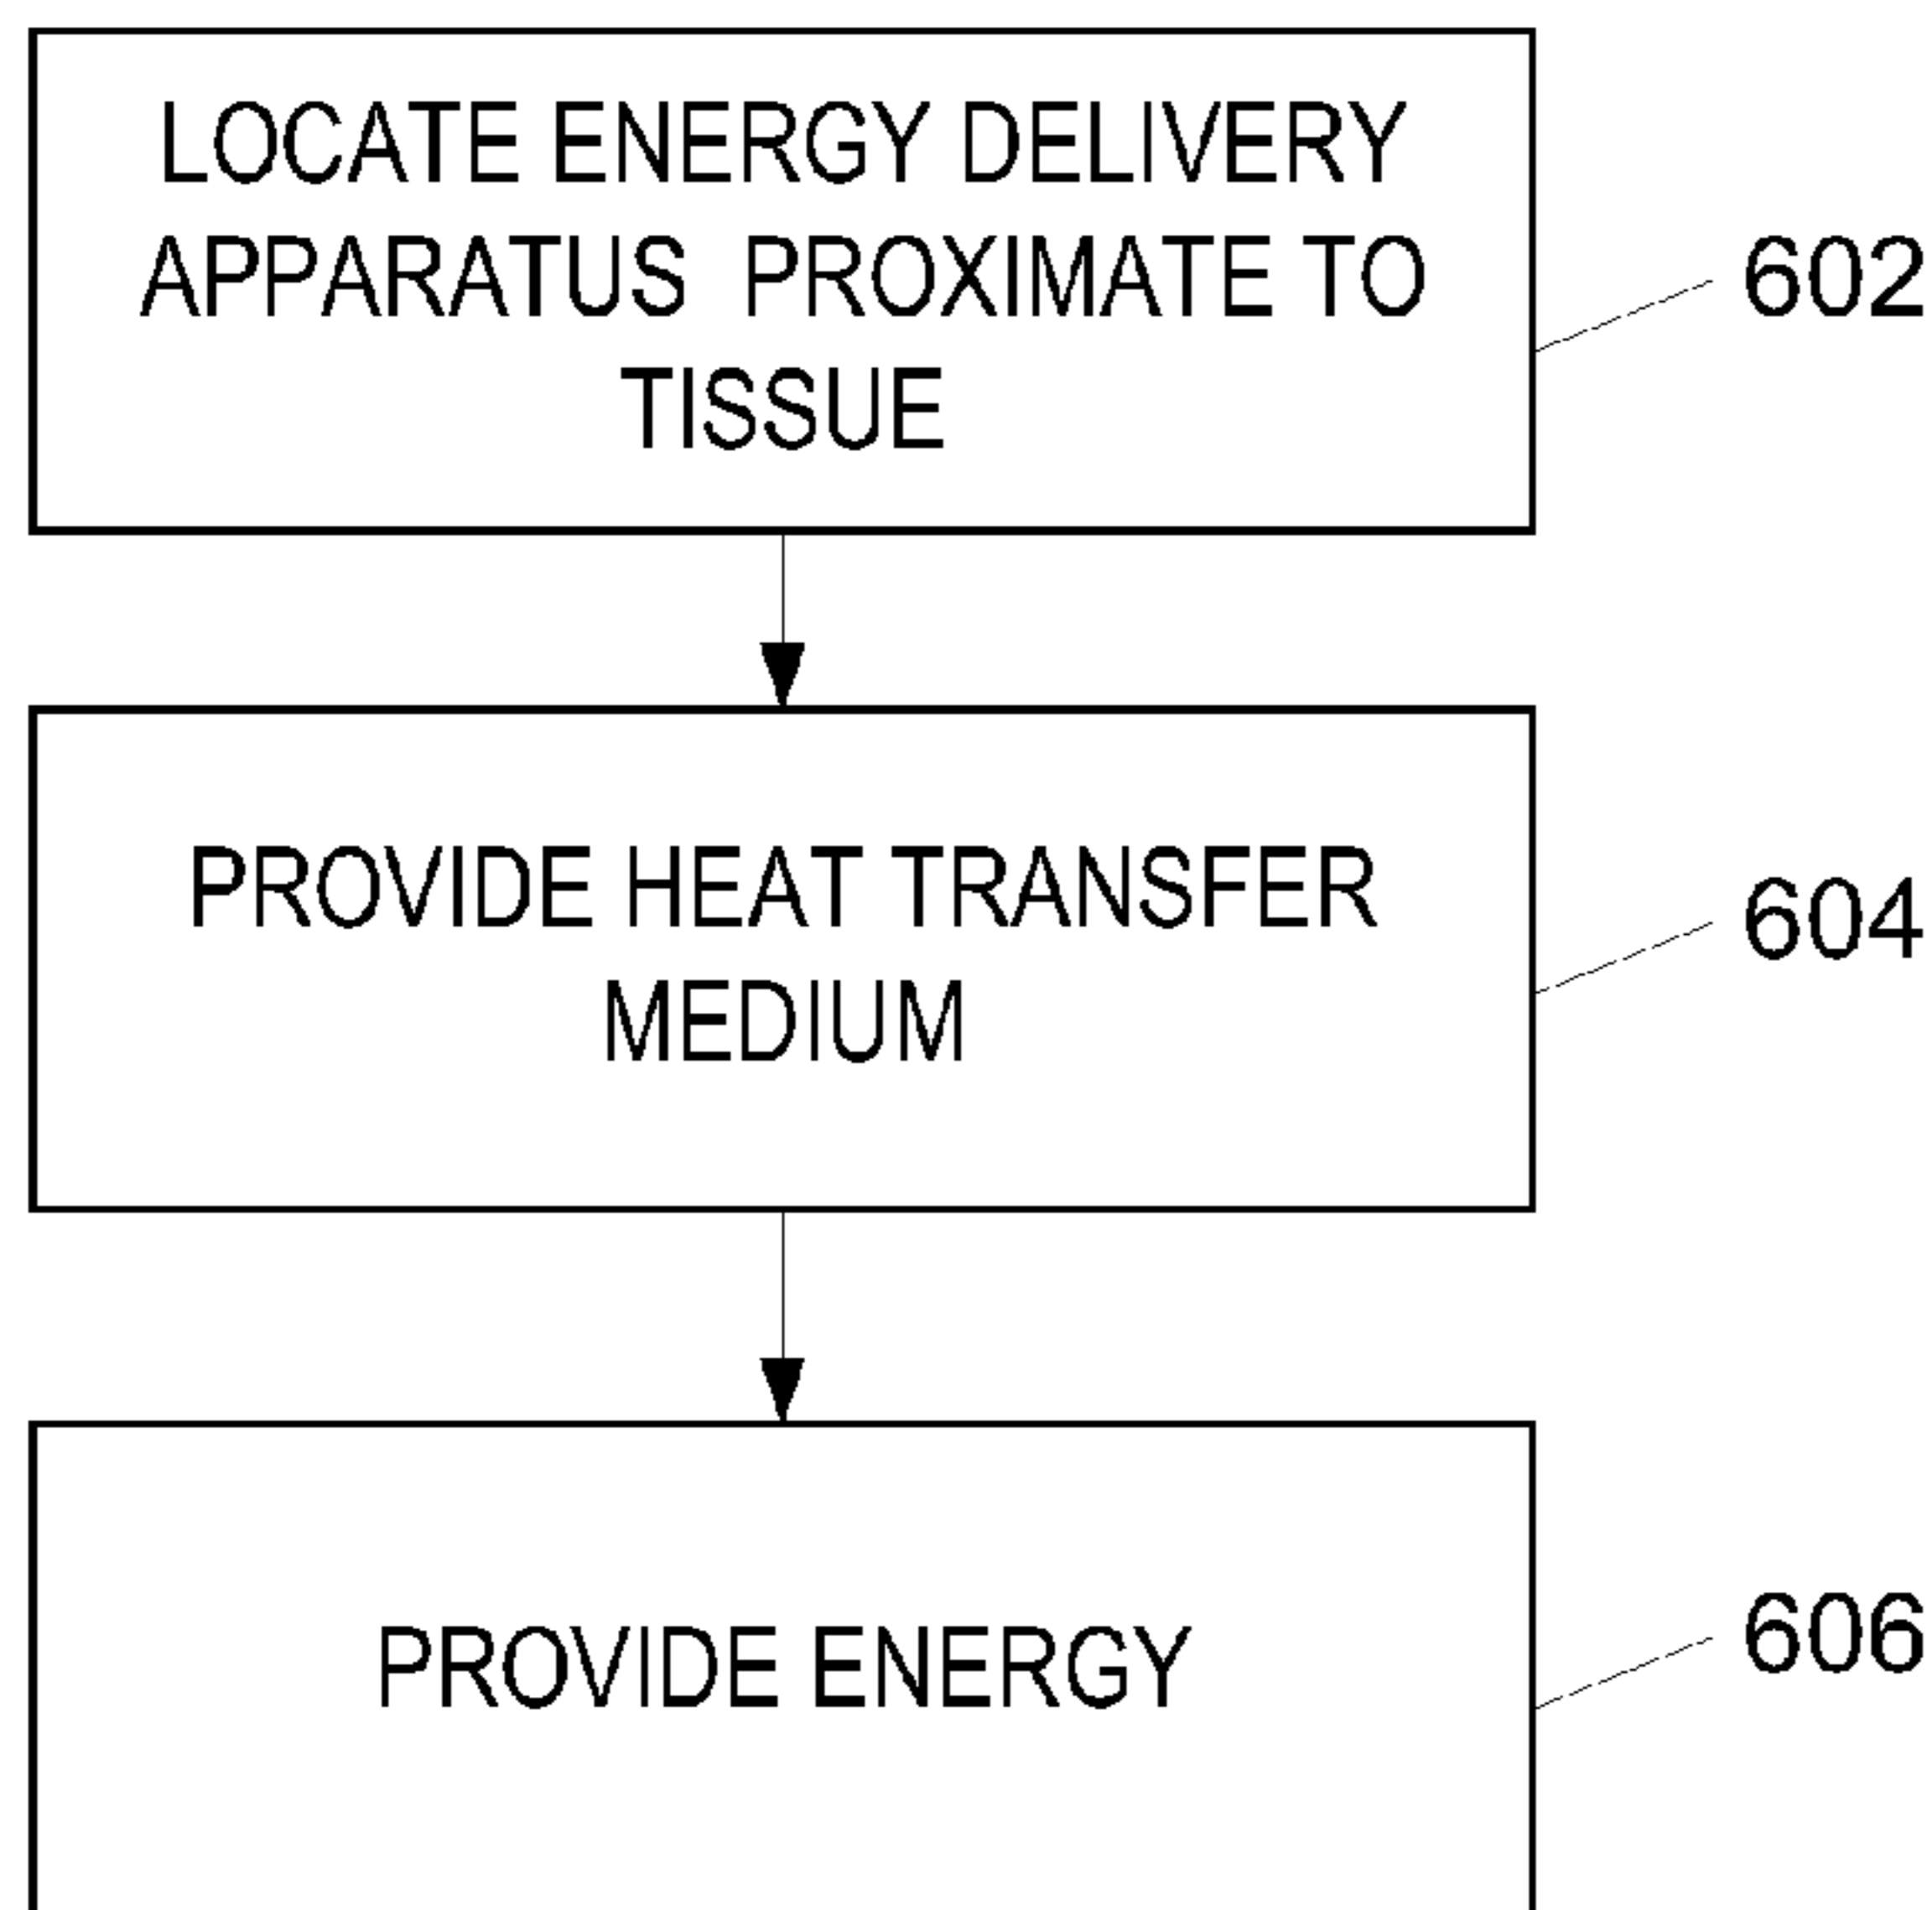 LOCATE ENERGY DELIVERY
APPARATUS PROXIMATE TO
TISSUE
602
PROVIDE HEAT TRANSFER
MEDIUM
604
PROVIDE ENERGY
606